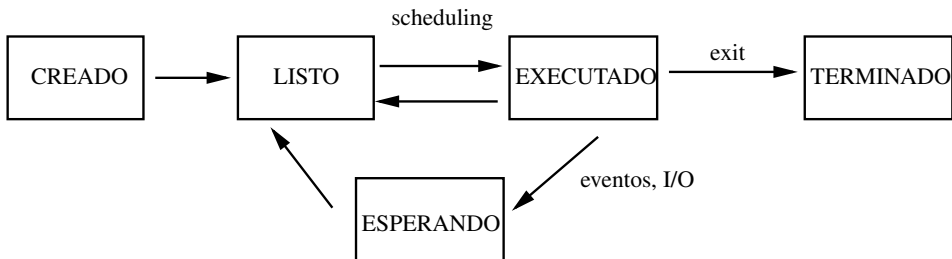 scheduling
CREADO
LISTO
EXECUTADO
exit
TERMINADO
eventos, I/O
ESPERANDO